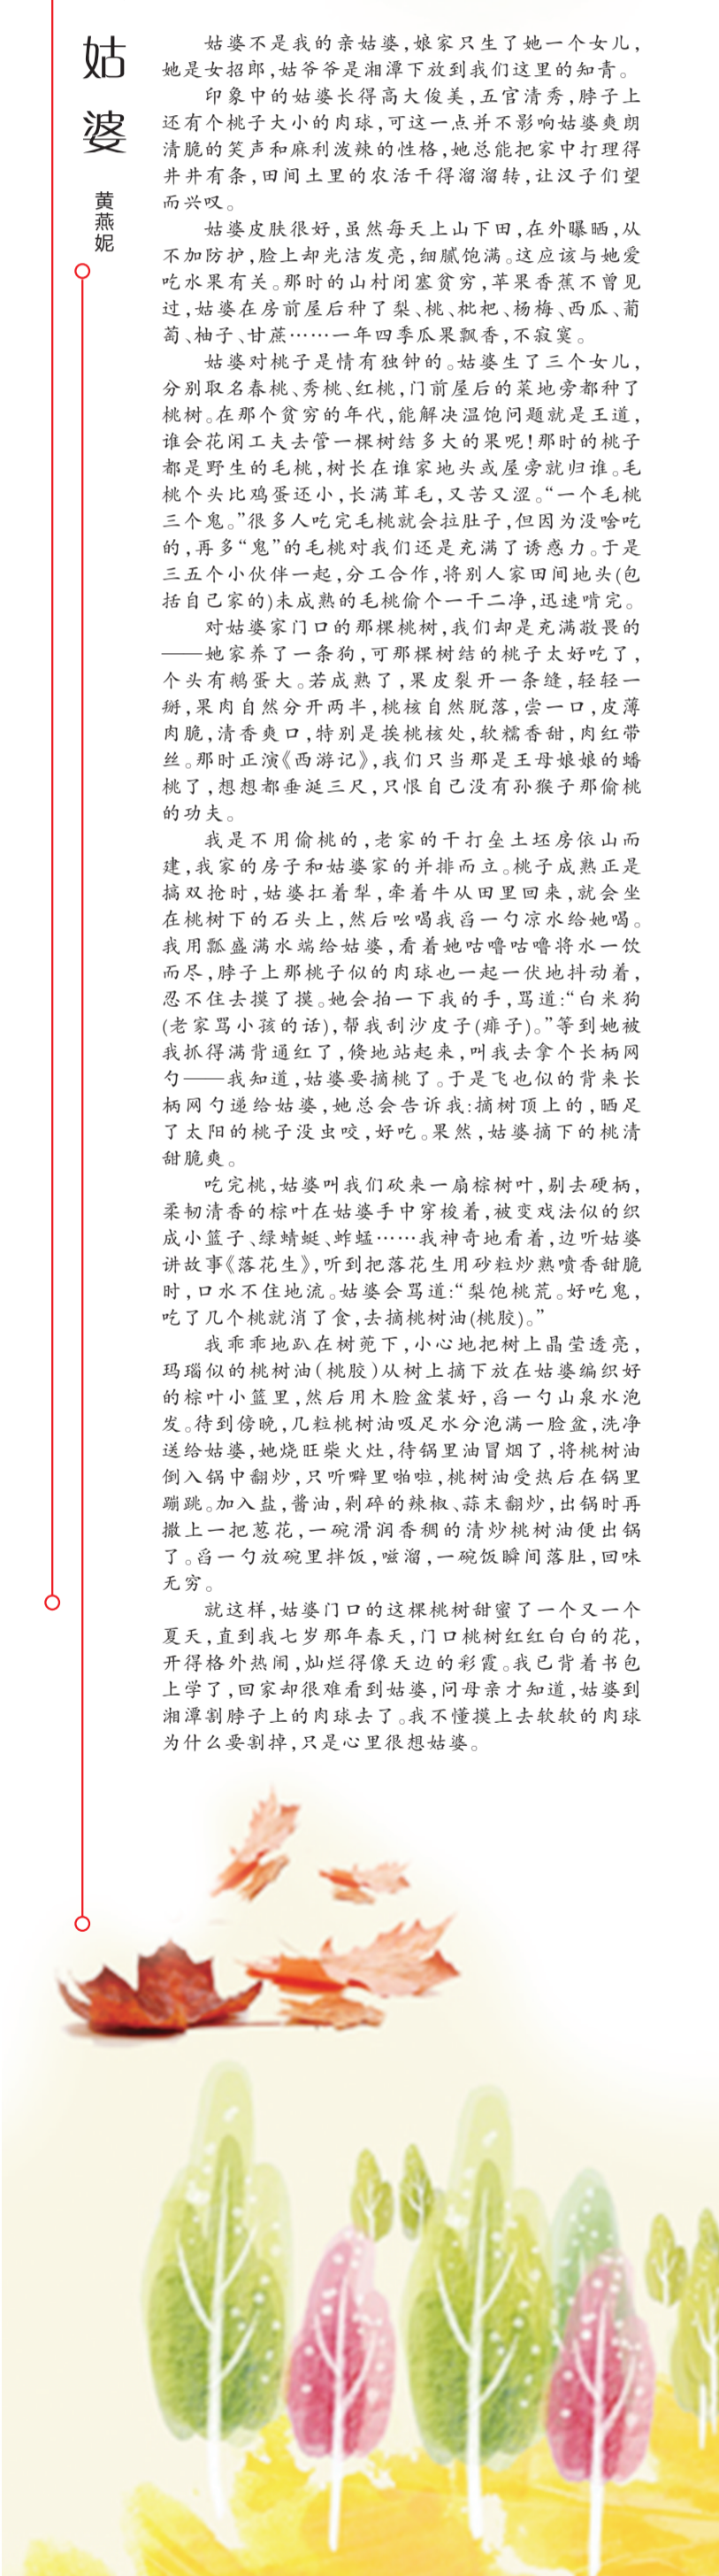 姑婆
黄燕妮
姑婆不是我的亲姑婆,娘家只生了她一个女儿,
她是女招郎,姑爷爷是湘潭下放到我们这里的知青。
印象中的姑婆长得高大俊美,五官清秀,脖子上
还有个桃子大小的肉球,可这一点并不影响姑婆爽朗
清脆的笑声和麻利泼辣的性格,她总能把家中打理得
井井有条,田间土里的农活干得溜溜转,让汉子们望
而兴叹。
姑婆皮肤很好,虽然每天上山下田,在外曝晒,从
不加防护,脸上却光洁发亮,细腻饱满。这应该与她爱
吃水果有关。那时的山村闭塞贫穷,苹果香蕉不曾见
过,姑婆在房前屋后种了梨、桃、枇杷、杨梅、西瓜、葡
萄、柚子、甘蔗……一年四季瓜果飘香,不寂寞。
姑婆对桃子是情有独钟的。姑婆生了三个女儿,
分别取名春桃、秀桃、红桃,门前屋后的菜地旁都种了
桃树。在那个贫穷的年代,能解决温饱问题就是王道,
谁会花闲工夫去管一棵树结多大的果呢!那时的桃子
都是野生的毛桃,树长在谁家地头或屋旁就归谁。毛
桃个头比鸡蛋还小,长满茸毛,又苦又涩。“一个毛桃
三个鬼。”很多人吃完毛桃就会拉肚子,但因为没啥吃
的,再多“鬼”的毛桃对我们还是充满了诱惑力。于是
三五个小伙伴一起,分工合作,将别人家田间地头(包
括自己家的)未成熟的毛桃偷个一干二净,迅速啃完。
对姑婆家门口的那棵桃树,我们却是充满敬畏的
——她家养了一条狗,可那棵树结的桃子太好吃了,
个头有鹅蛋大。若成熟了,果皮裂开一条缝,轻轻一
掰,果肉自然分开两半,桃核自然脱落,尝一口,皮薄
肉脆,清香爽口,特别是挨桃核处,软糯香甜,肉红带
丝。那时正演《西游记》,我们只当那是王母娘娘的蟠
桃了,想想都垂涎三尺,只恨自己没有孙猴子那偷桃
的功夫。
我是不用偷桃的,老家的干打垒土坯房依山而
建,我家的房子和姑婆家的并排而立。桃子成熟正是
搞双抢时,姑婆扛着犁,牵着牛从田里回来,就会坐
在桃树下的石头上,然后吆喝我舀一勺凉水给她喝。
我用瓢盛满水端给姑婆,看着她咕噜咕噜将水一饮
而尽,脖子上那桃子似的肉球也一起一伏地抖动着,
忍不住去摸了摸。她会拍一下我的手,骂道:“白米狗
(老家骂小孩的话),帮我刮沙皮子(痱子)。”等到她被
我抓得满背通红了,倏地站起来,叫我去拿个长柄网
勺——我知道,姑婆要摘桃了。于是飞也似的背来长
柄网勺递给姑婆,她总会告诉我:摘树顶上的,晒足
了太阳的桃子没虫咬,好吃。果然,姑婆摘下的桃清
甜脆爽。
吃完桃,姑婆叫我们砍来一扇棕树叶,剔去硬柄,
柔韧清香的棕叶在姑婆手中穿梭着,被变戏法似的织
成小篮子、绿蜻蜓、蚱蜢……我神奇地看着,边听姑婆
讲故事《落花生》,听到把落花生用砂粒炒熟喷香甜脆
时,口水不住地流。姑婆会骂道:“梨饱桃荒。好吃鬼,
吃了几个桃就消了食,去摘桃树油(桃胶)。”
我乖乖地趴在树蔸下,小心地把树上晶莹透亮,
玛瑙似的桃树油(桃胶)从树上摘下放在姑婆编织好
的棕叶小篮里,然后用木脸盆装好,舀一勺山泉水泡
发。待到傍晚,几粒桃树油吸足水分泡满一脸盆,洗净
送给姑婆,她烧旺柴火灶,待锅里油冒烟了,将桃树油
倒入锅中翻炒,只听噼里啪啦,桃树油受热后在锅里
蹦跳。加入盐,酱油,剁碎的辣椒、蒜末翻炒,出锅时再
撒上一把葱花,一碗滑润香稠的清炒桃树油便出锅
了。舀一勺放碗里拌饭,嗞溜,一碗饭瞬间落肚,回味
无穷。
就这样,姑婆门口的这棵桃树甜蜜了一个又一个
夏天,直到我七岁那年春天,门口桃树红红白白的花,
开得格外热闹,灿烂得像天边的彩霞。我已背着书包
上学了,回家却很难看到姑婆,问母亲才知道,姑婆到
湘潭割脖子上的肉球去了。我不懂摸上去软软的肉球
为什么要割掉,只是心里很想姑婆。